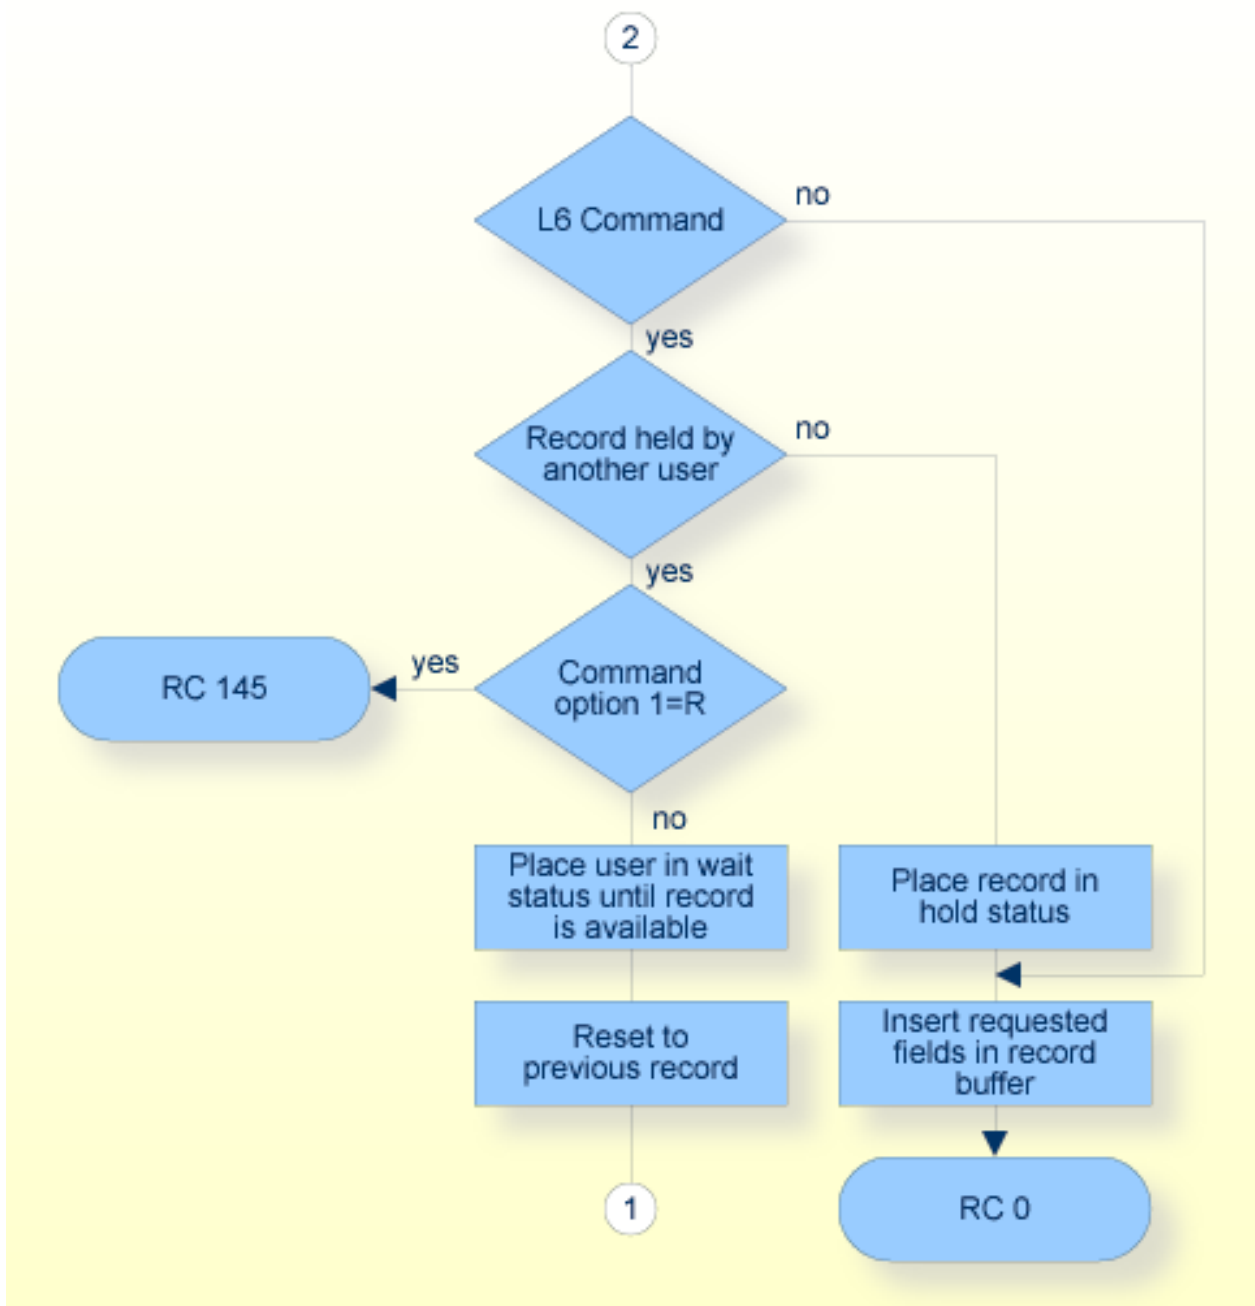 2
L6 Command
no
yes
Record held by
another user
no
yes
Command
option 1=R
yes
RC 145
no
Place user in wait
status until record
is available
Place record in
hold status
Reset to
previous record
Insert requested
fields in record
buffer
1
RC 0